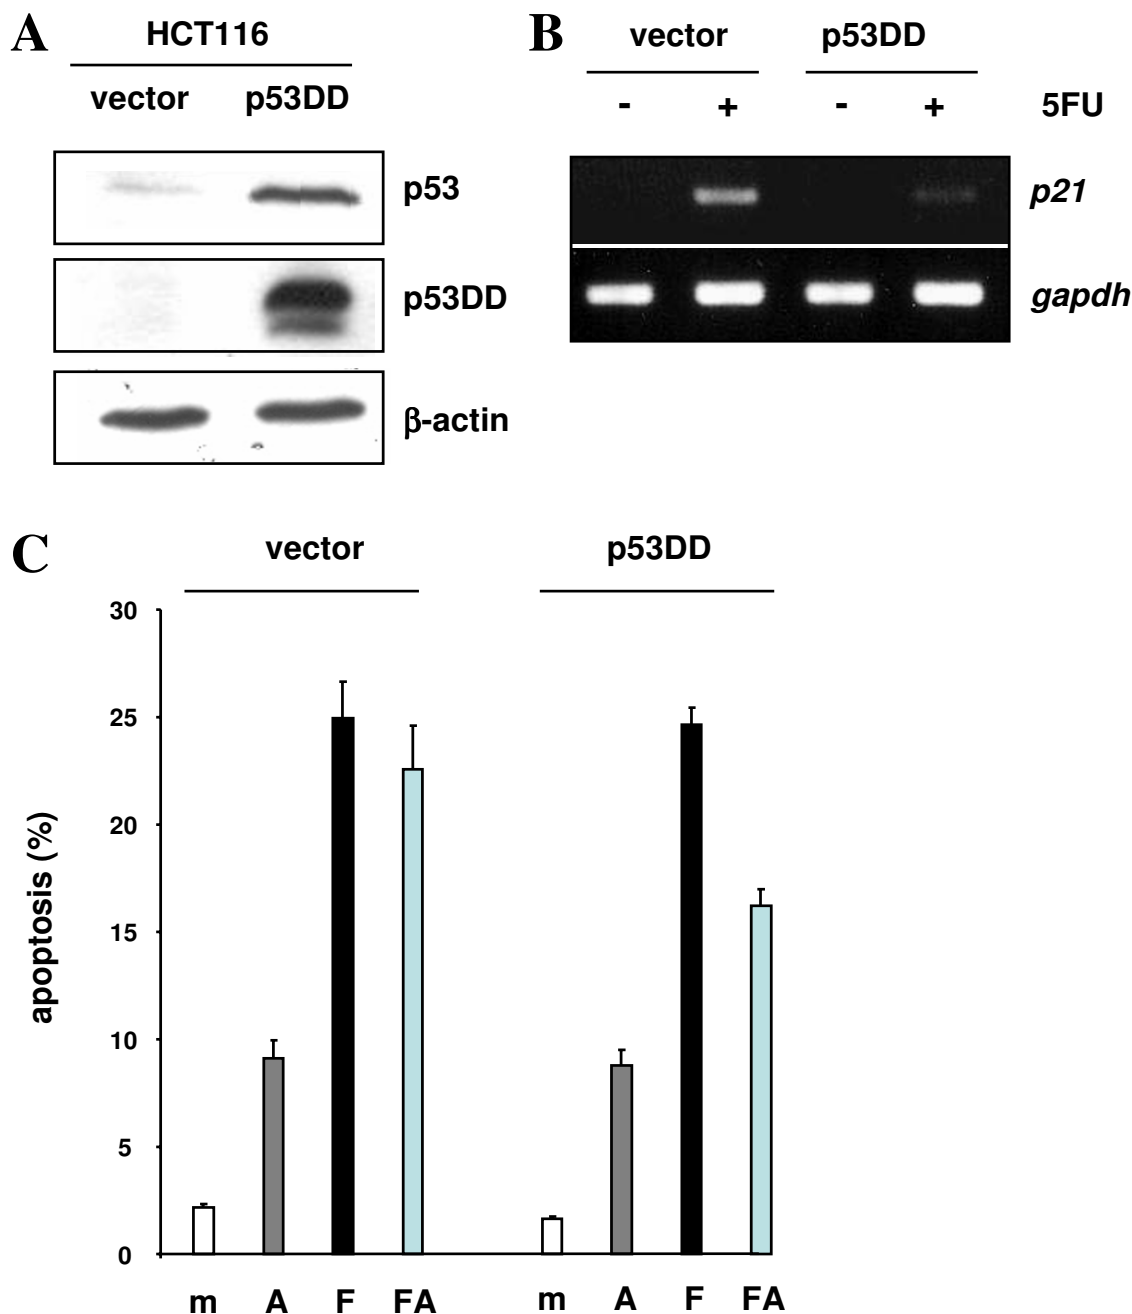 A
HCT116
vector p53DD
p53
p53DD
β-actin
B
vector p53DD
- + - + 5FU
p21
gapdh
C
vector p53DD
30
25
20
15
10
5
0
apoptosis (%)
m A F FA m A F FA